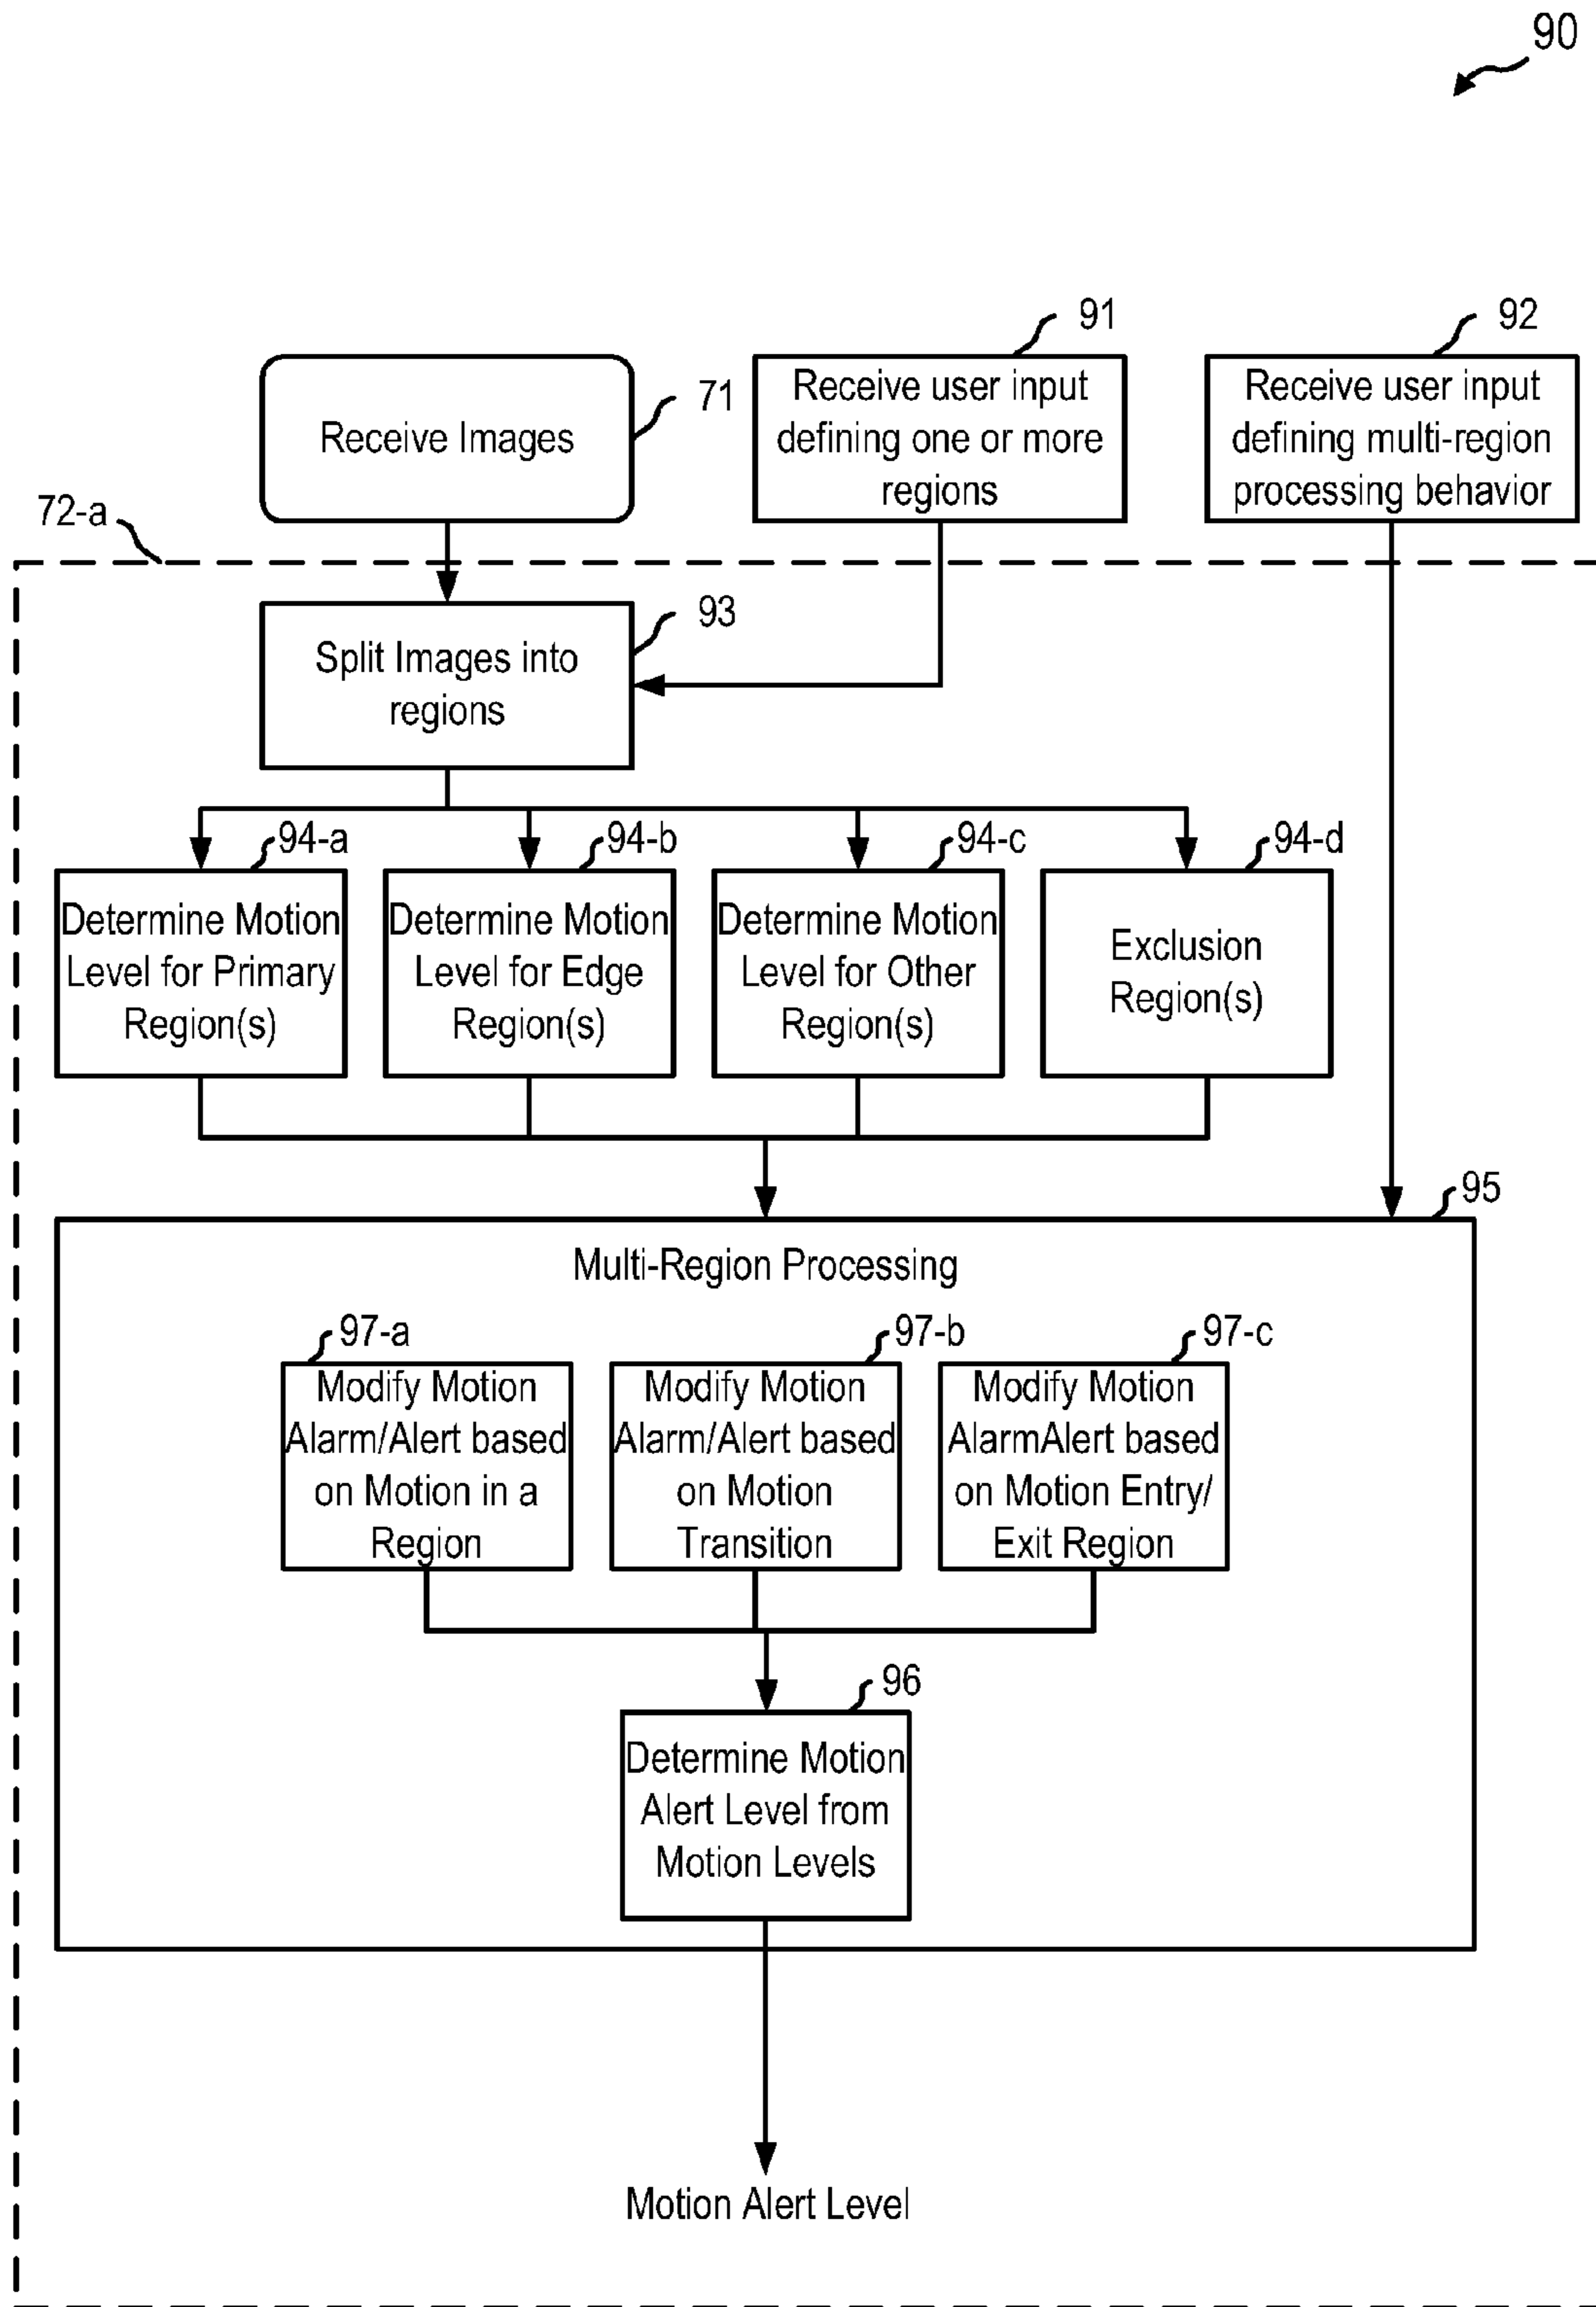 90
91
92
Receive Images
71
Receive user input
defining one or more
regions
Receive user input
defining multi-region
processing behavior
72-a
93
Split Images into
regions
94-a
94-b
94-c
94-d
Determine Motion
Level for Primary
Region(s)
Determine Motion
Level for Edge
Region(s)
Determine Motion
Level for Other
Region(s)
Exclusion
Region(s)
95
Multi-Region Processing
97-a
97-b
97-c
Modify Motion
Alarm/Alert based
on Motion in a
Region
Modify Motion
Alarm/Alert based
on Motion
Transition
Modify Motion
AlarmAlert based
on Motion Entry/
Exit Region
96
Determine Motion
Alert Level from
Motion Levels
Motion Alert Level